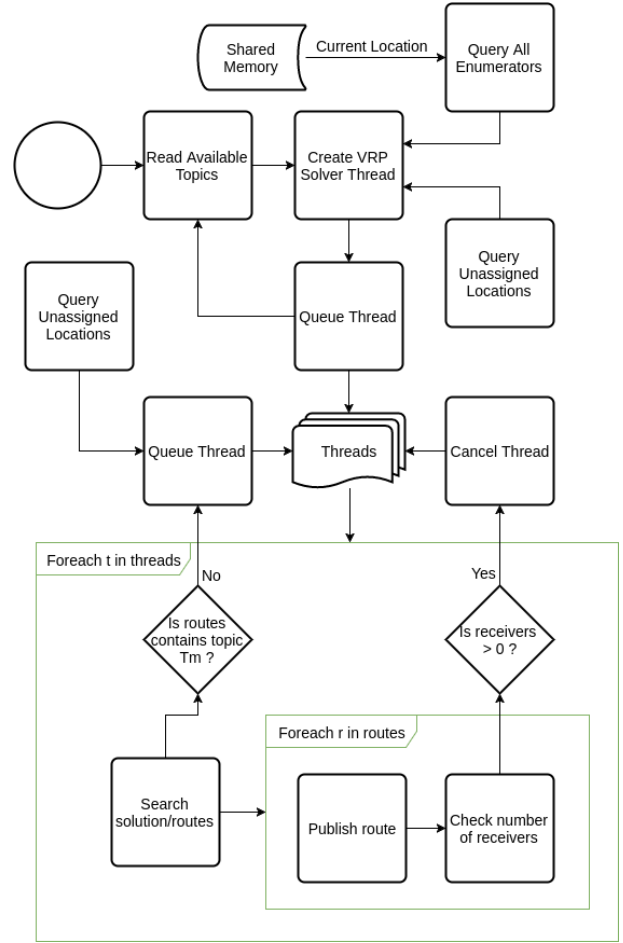 Shared
Memory
Current Location
Query All
Enumerators
Read Available
Topics
Create VRP
Solver Thread
Query
Unassigned
Locations
Query
Unassigned
Locations
Queue Thread
Queue Thread
Threads
Cancel Thread
Foreach t in threads
No
Yes
Is routes
contains topic
Tm ?
Is receivers
> 0 ?
Foreach r in routes
Search
solution/routes
Publish route
Check number
of receivers